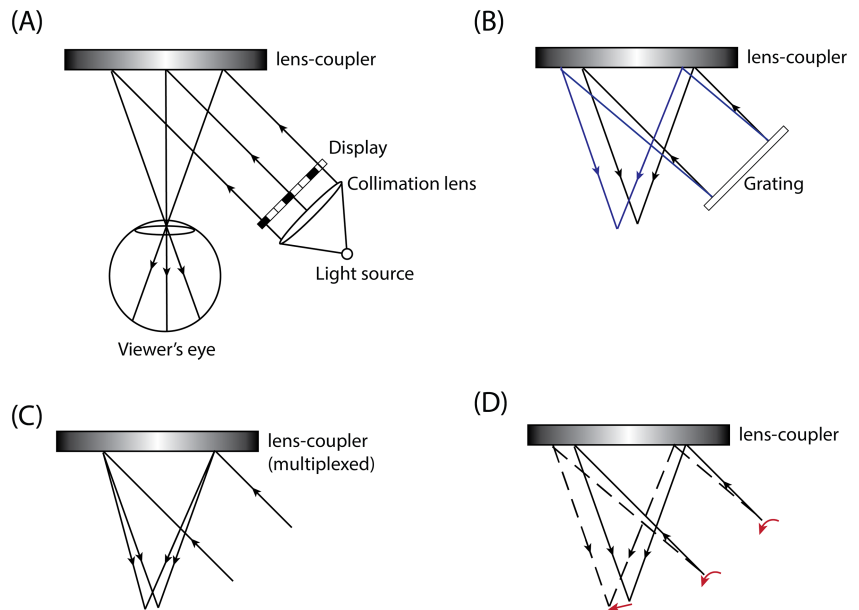 (A)
lens-coupler
Display
Collimation lens
Light source
Viewer's eye
(B)
lens-coupler
Grating
(C)
lens-coupler
(multiplexed)
(D)
lens-coupler